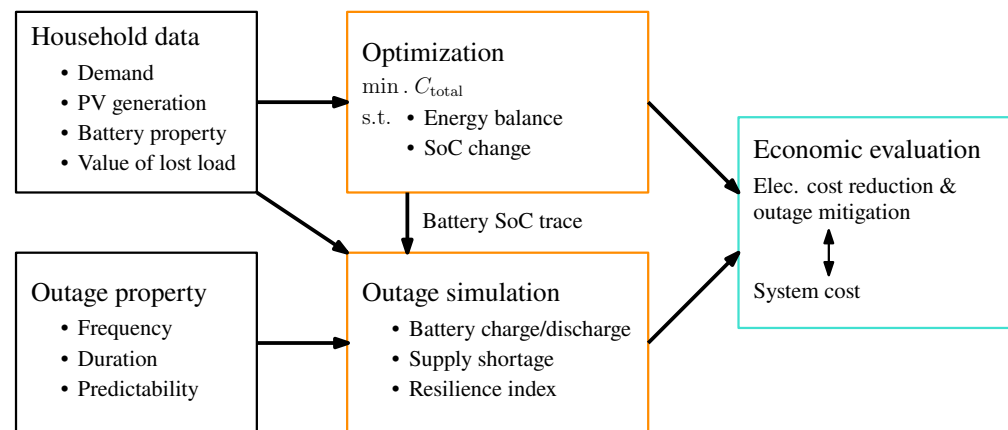 Household data
• Demand
• PV generation
• Battery property
• Value of lost load
Optimization
min . C_total
s.t. • Energy balance
• SoC change
Battery SoC trace
Outage property
• Frequency
• Duration
• Predictability
Outage simulation
• Battery charge/discharge
• Supply shortage
• Resilience index
Economic evaluation
Elec. cost reduction &
outage mitigation
System cost